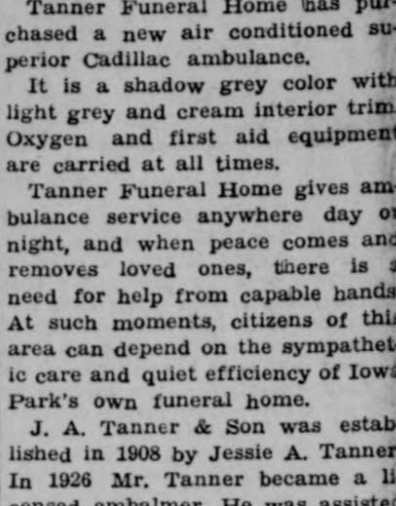 Tanner Funeral Home has pur-
chased a new air conditioned su-
perior Cadillac ambulance.
It is a shadow grey color with
light grey and cream interior trim.
Oxygen and first aid equipment
are carried at all times.
Tanner Funeral Home gives am-
bulance service anywhere day or
night, and when peace comes and
removes loved ones, there is a
need for help from capable hands.
At such moments, citizens of this
area can depend on the sympathet-
ic care and quiet efficiency of Iowa
Park's own funeral home.
J. A. Tanner & Son was estab-
lished in 1908 by Jessie A. Tanner.
In 1926 Mr. Tanner became a li-
censed embalmer. He was assisted